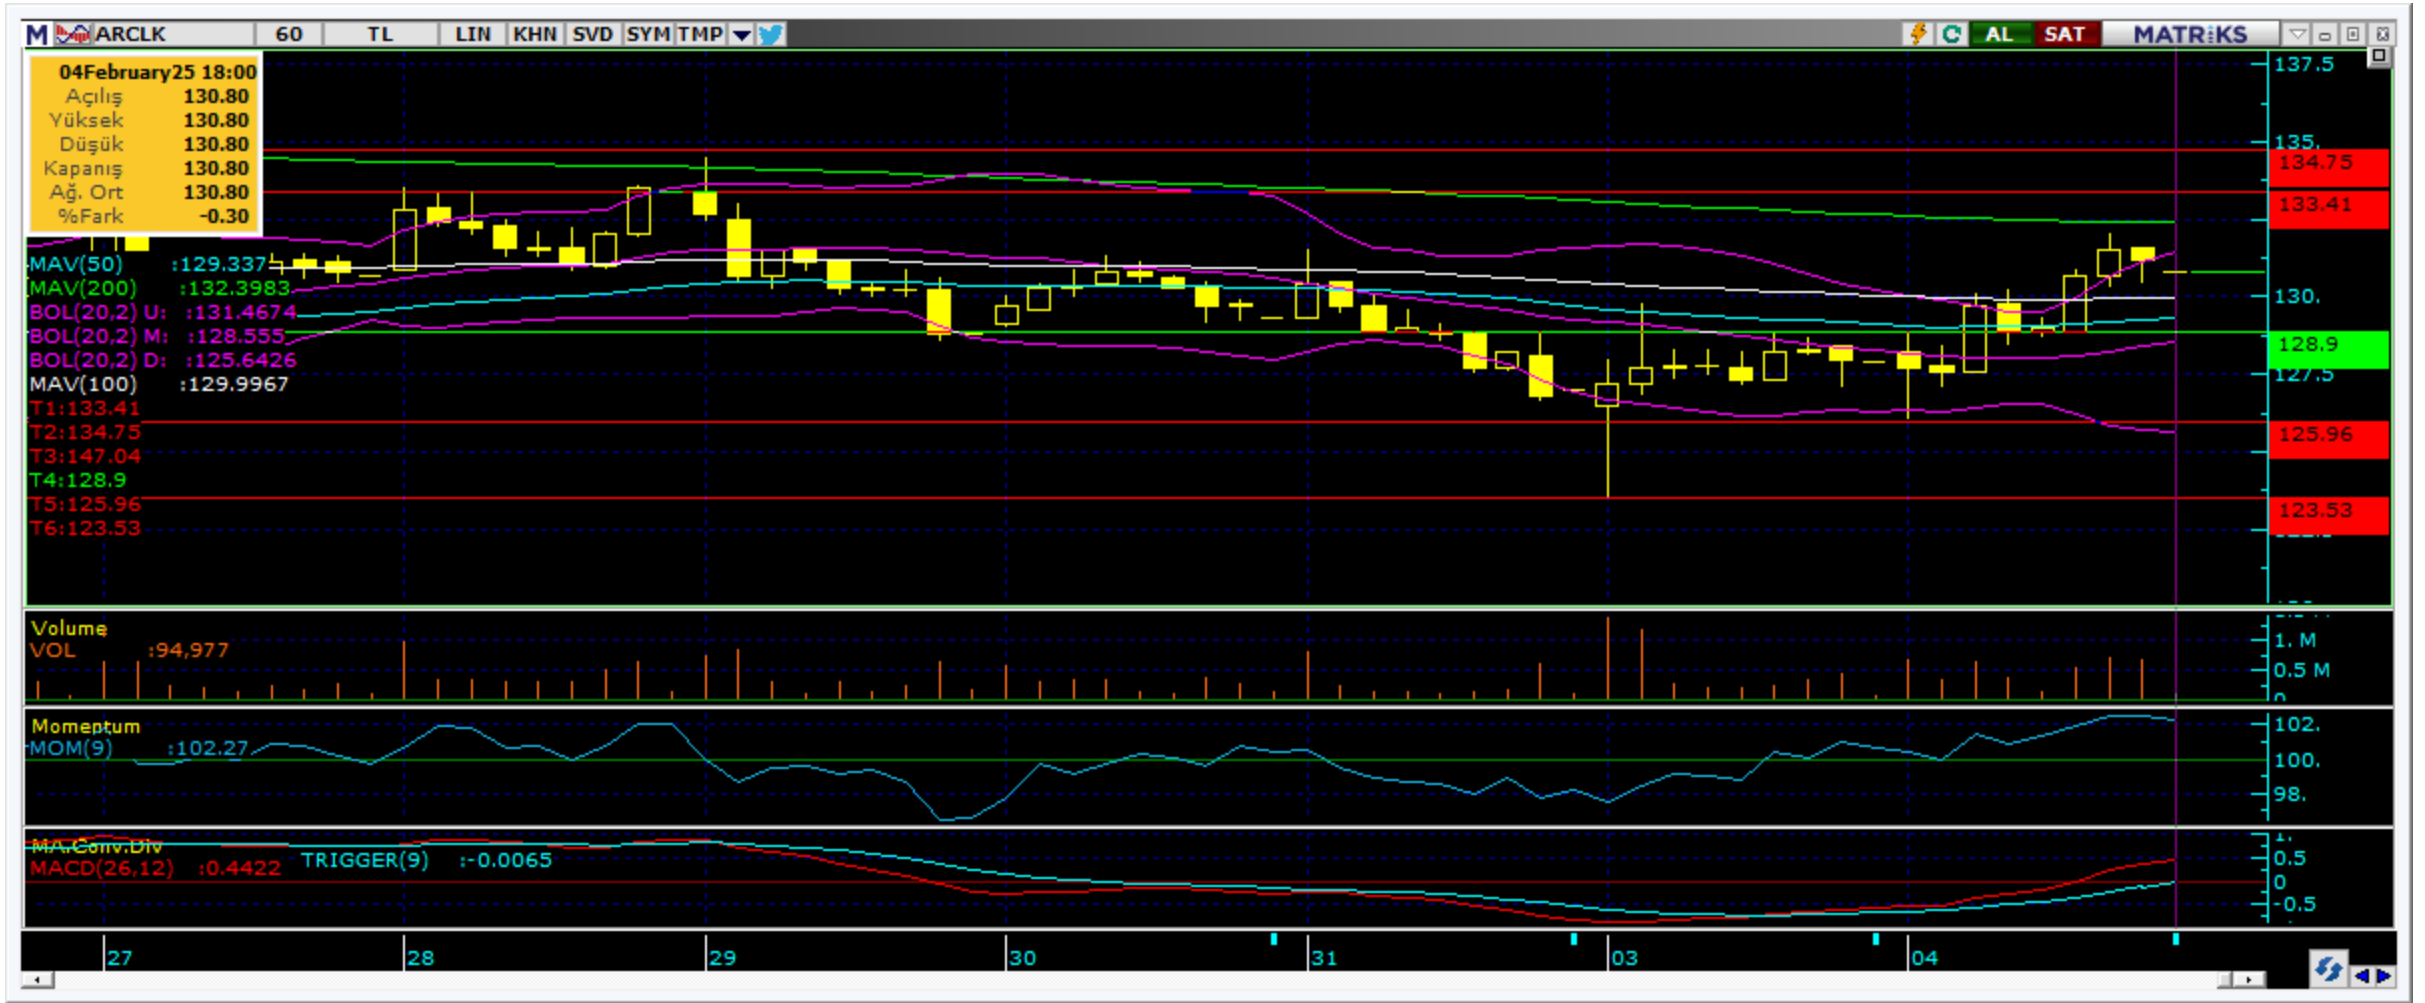 M ARCLK 60 TL LIN KHN SVD SYM TMP AL SAT MATRiKS
04February25 18:00
Açılış 130.80
Yüksek 130.80
Düşük 130.80
Kapanış 130.80
Ağ. Ort 130.80
%Fark -0.30
MAV(50) :129.337
MAV(200) :132.3983
BOL(20,2) U: :131.4674
BOL(20,2) M: :128.555
BOL(20,2) D: :125.6426
MAV(100) :129.9967
T1:133.41
T2:134.75
T3:147.04
T4:128.9
T5:125.96
T6:123.53
137.5
135.
134.75
133.41
130.
128.9
127.5
125.96
123.53
Volume
VOL :94,977
1. M
0.5 M
0
Momentum
MOM(9) :102.27
102.
100.
98.
MA.Conv.Div
MACD(26,12) :0.4422 TRIGGER(9) :-0.0065
1.
0.5
0
-0.5
27 28 29 30 31 03 04